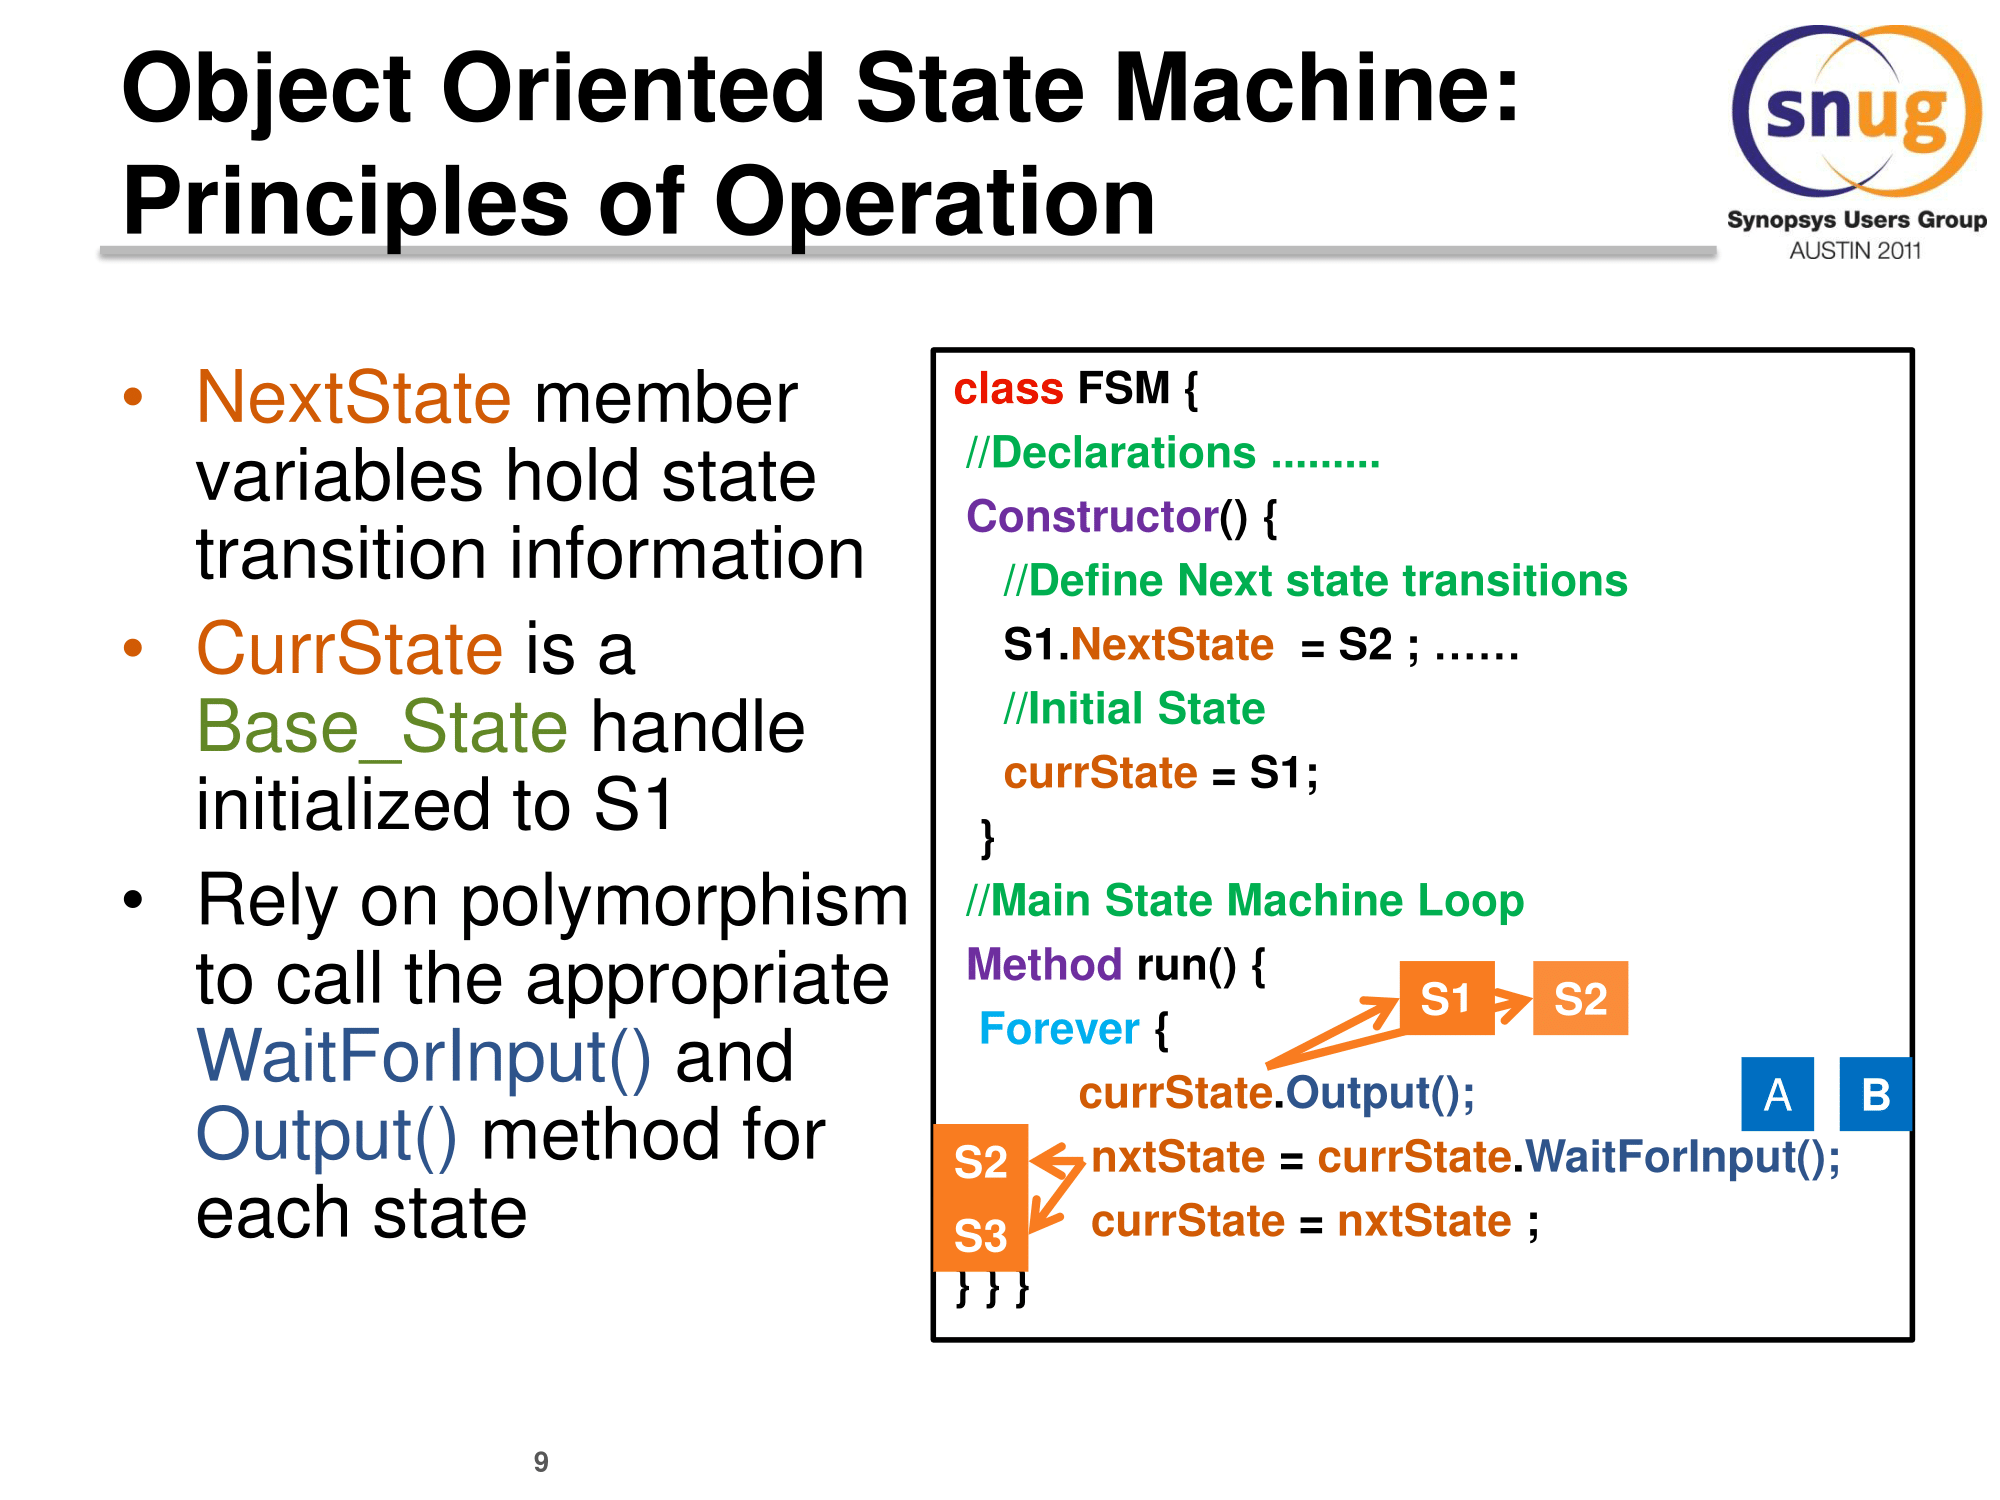 Object Oriented State Machine:
Principles of Operation
snug
Synopsys Users Group
AUSTIN 2011
• NextState member
variables hold state
transition information
• CurrState is a
Base_State handle
initialized to S1
• Rely on polymorphism
to call the appropriate
WaitForInput() and
Output() method for
each state
class FSM {
//Declarations .........
Constructor() {
//Define Next state transitions
S1.NextState  = S2 ; ......
//Initial State
currState = S1;
}
//Main State Machine Loop
Method run() {
S1 S2
Forever {
currState.Output();
A B
S2
nxtState = currState.WaitForInput();
S3
currState = nxtState ;
} } }
9